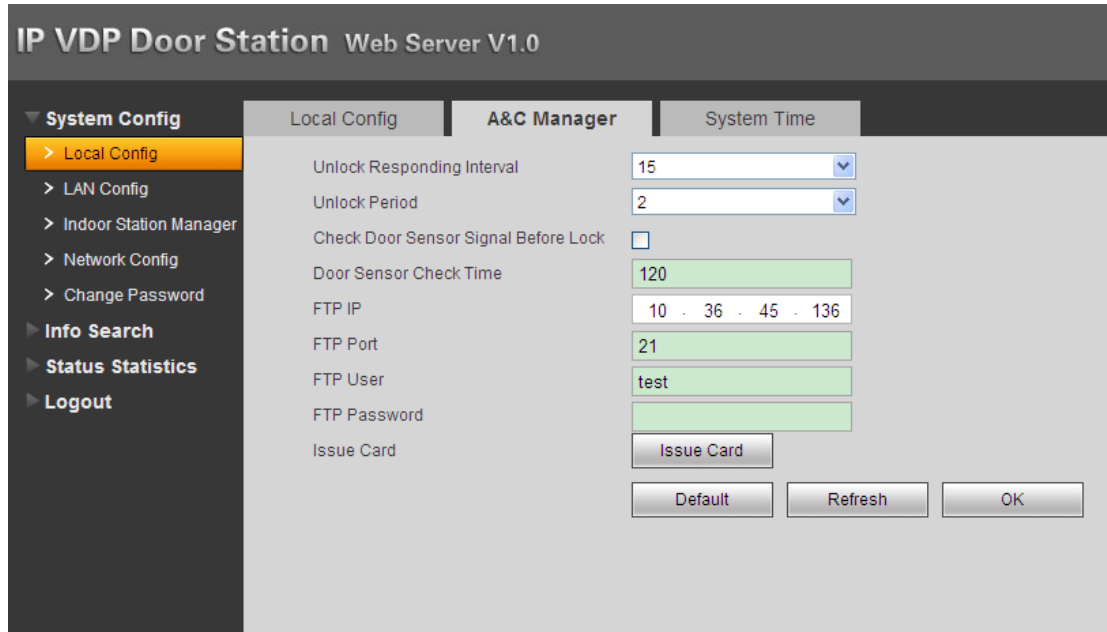 IP VDP Door Station Web Server V1.0
System Config
> Local Config
> LAN Config
> Indoor Station Manager
> Network Config
> Change Password
Info Search
Status Statistics
Logout
Local Config A&C Manager System Time
Unlock Responding Interval 15
Unlock Period 2
Check Door Sensor Signal Before Lock
Door Sensor Check Time 120
FTP IP 10 . 36 . 45 . 136
FTP Port 21
FTP User test
FTP Password
Issue Card Issue Card
Default Refresh OK